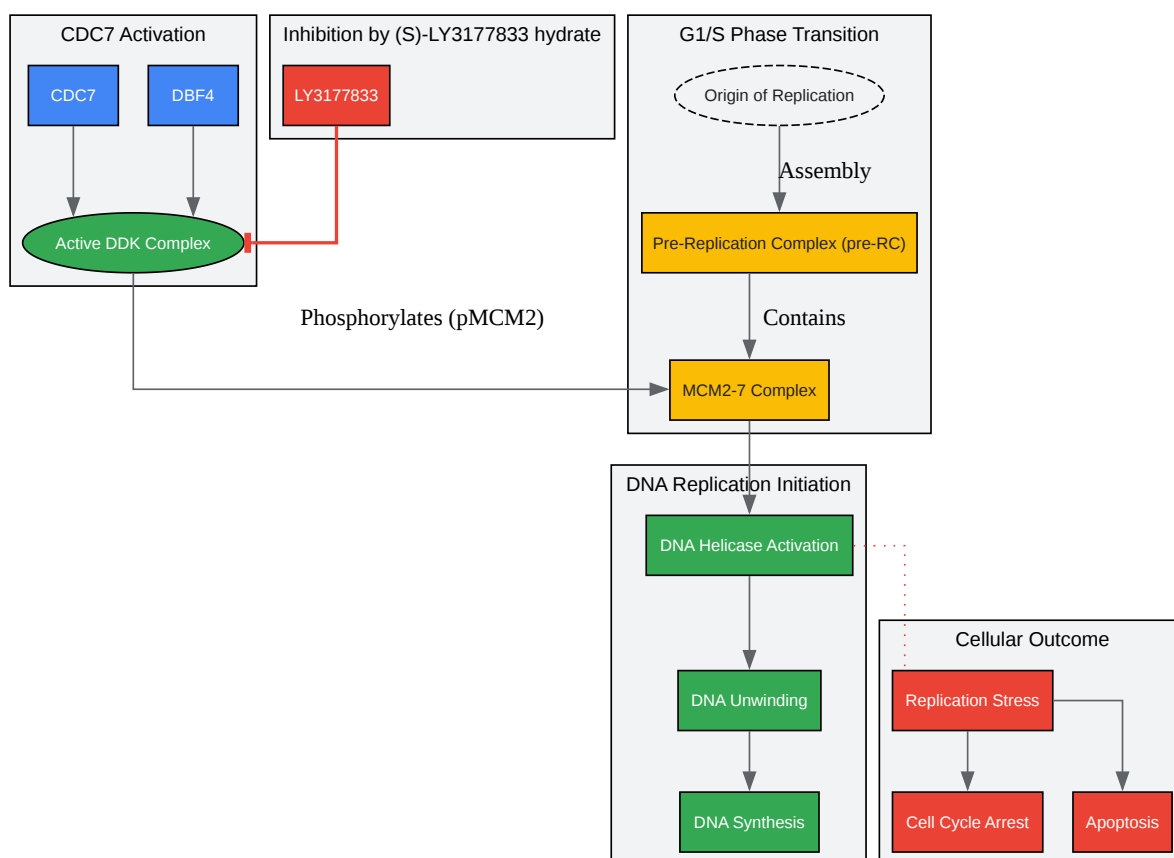 CDC7 Activation
CDC7
DBF4
Active DDK Complex
Inhibition by (S)-LY3177833 hydrate
LY3177833
Phosphorylates (pMCM2)
G1/S Phase Transition
Origin of Replication
Assembly
Pre-Replication Complex (pre-RC)
Contains
MCM2-7 Complex
DNA Replication Initiation
DNA Helicase Activation
DNA Unwinding
DNA Synthesis
Cellular Outcome
Replication Stress
Cell Cycle Arrest
Apoptosis